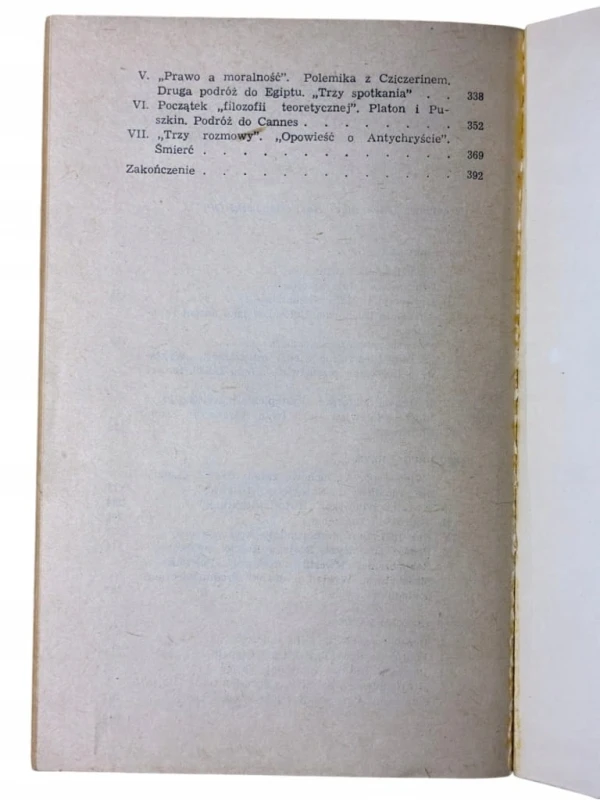 V. „Prawo a moralność”. Polemika z Cziczerinem.
Druga podróż do Egiptu. „Trzy spotkania” . . 338
VI. Początek „filozofii teoretycznej”. Platon i Pu-
szkin. Podróż do Cannes . . . . . . . . 352
VII. „Trzy rozmowy”. „Opowieść o Antychryście”.
Śmierć . . . . . . . . . . . . . 369
Zakończenie . . . . . . . . . . . . . 392